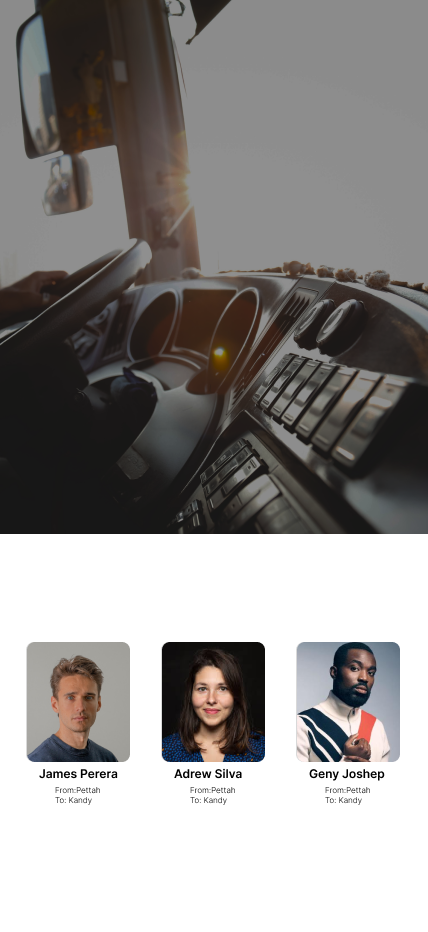 James Perera
From:Pettah
To: Kandy
Adrew Silva
From:Pettah
To: Kandy
Geny Joshep
From:Pettah
To: Kandy